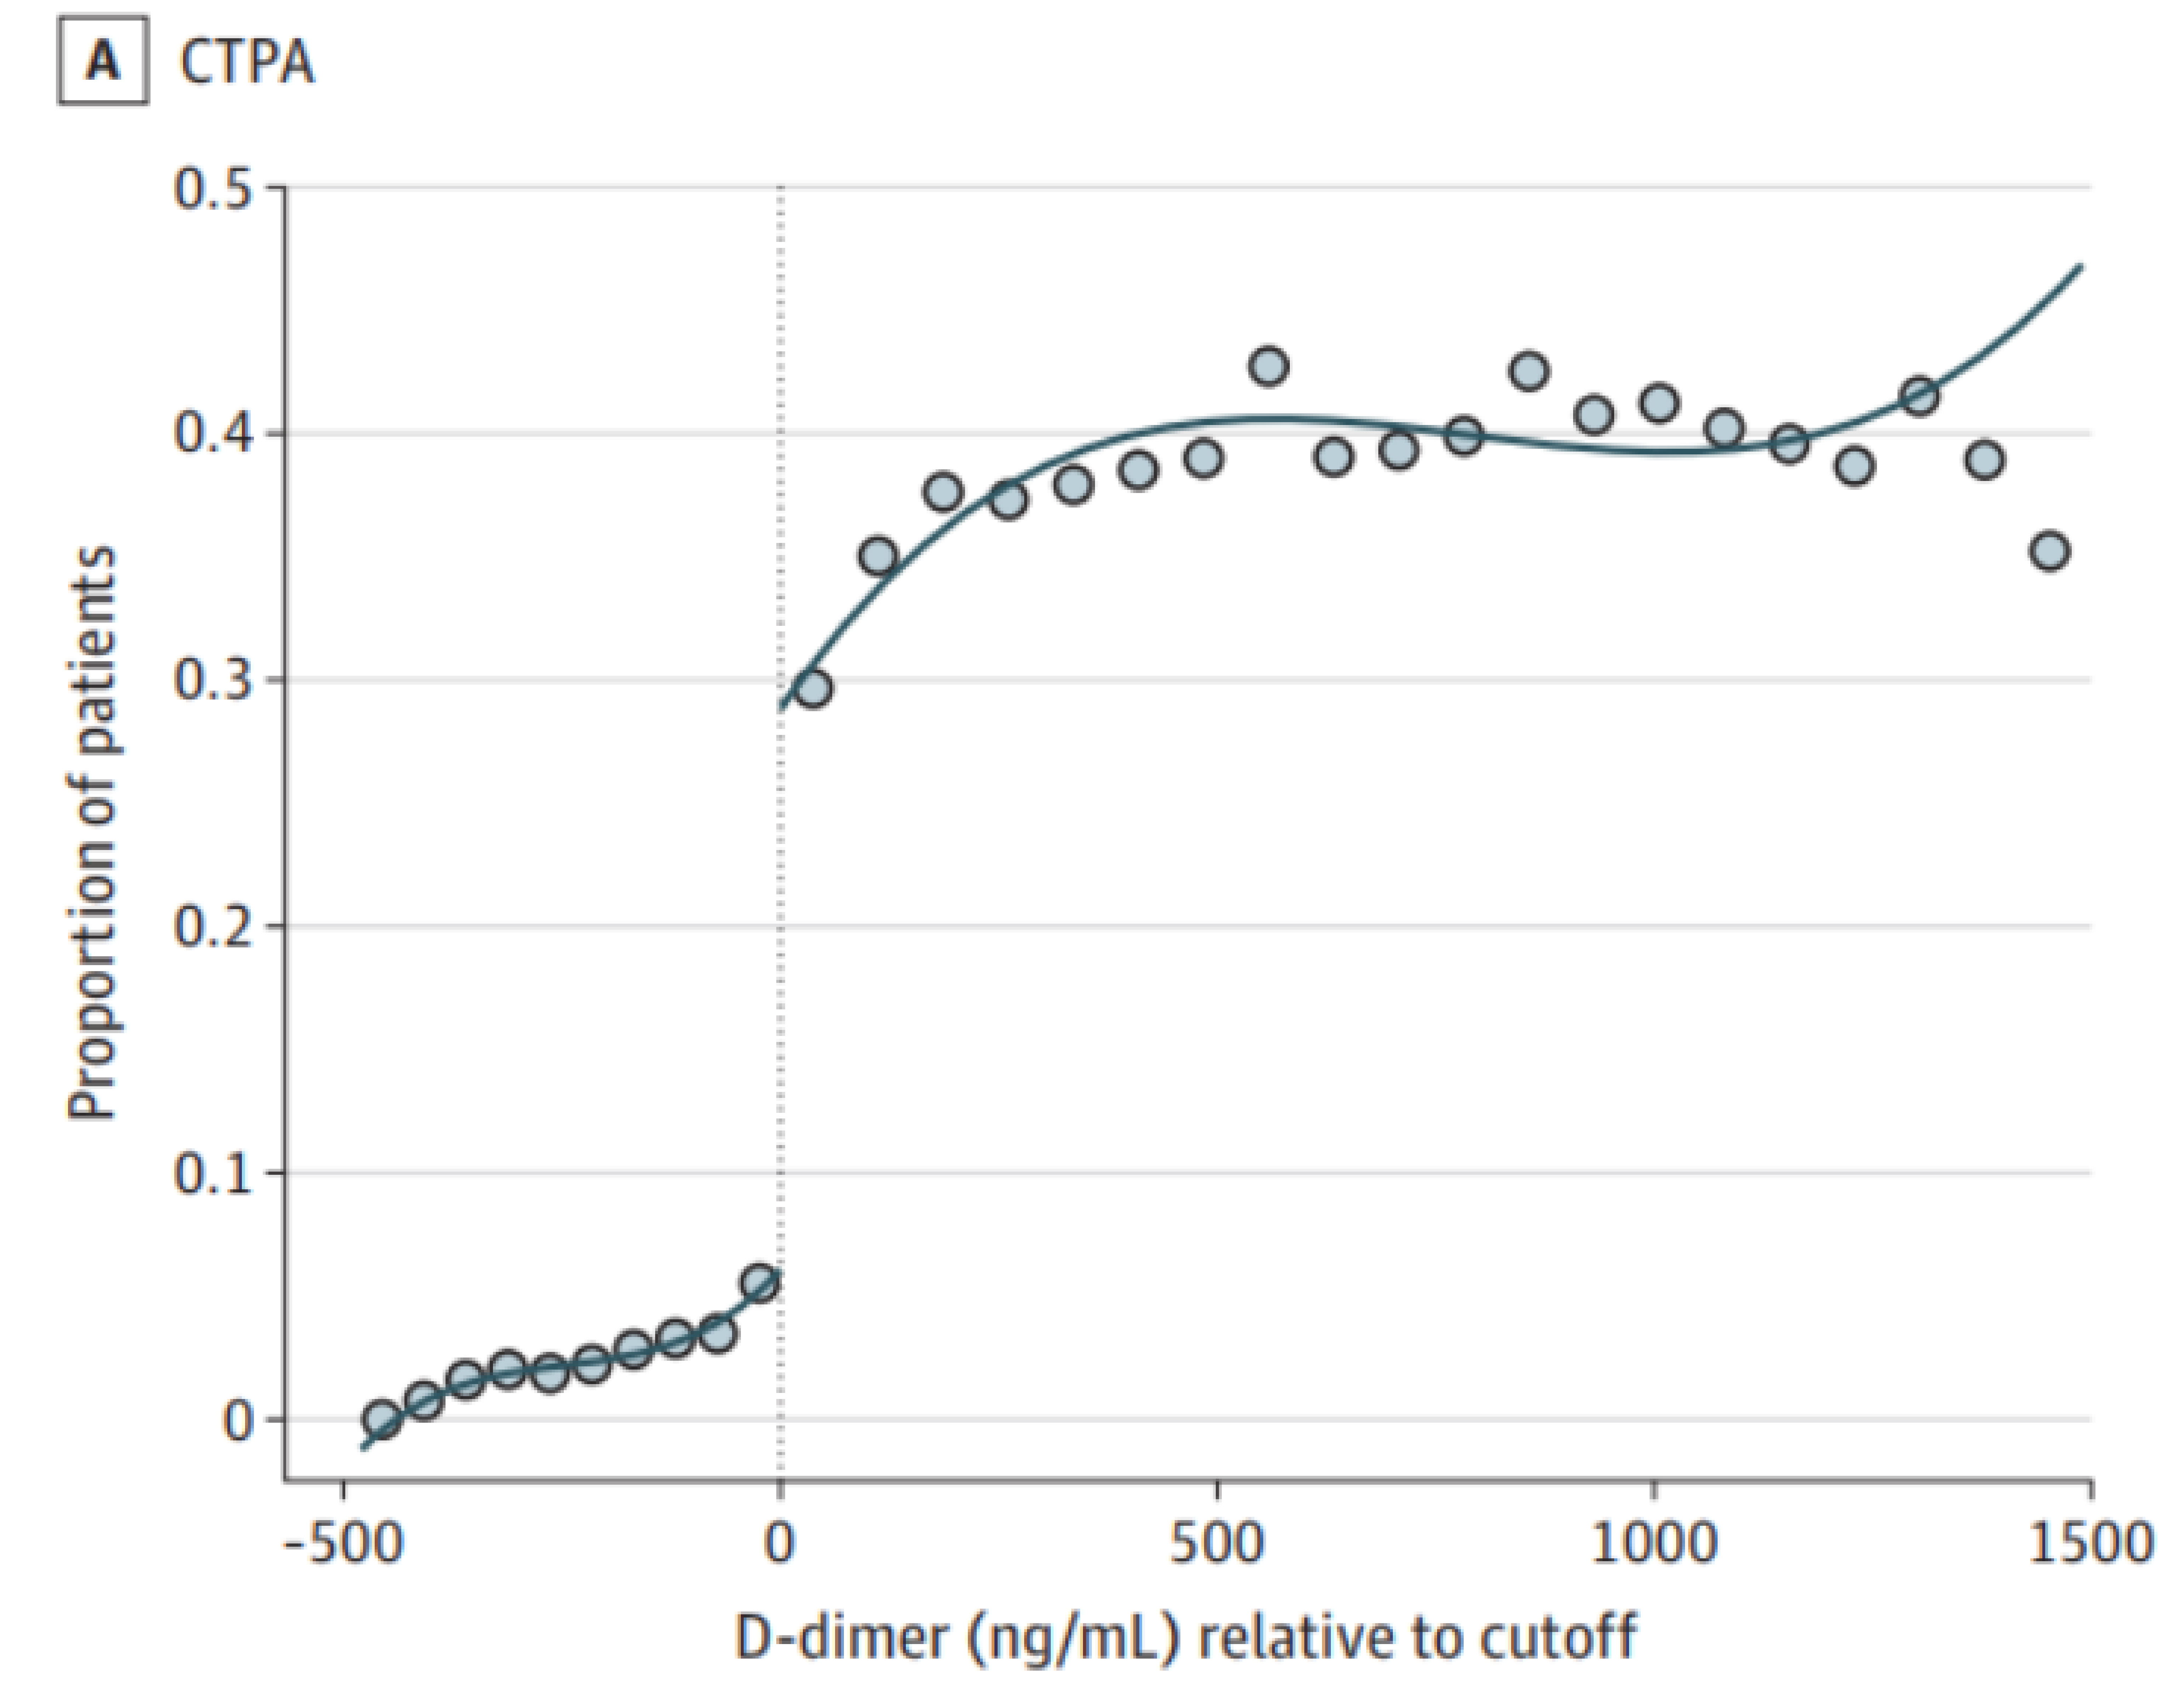 A CTPA
0.5
0.4
0.3
0.2
0.1
0
Proportion of patients
-500 0 500 1000 1500
D-dimer (ng/mL) relative to cutoff